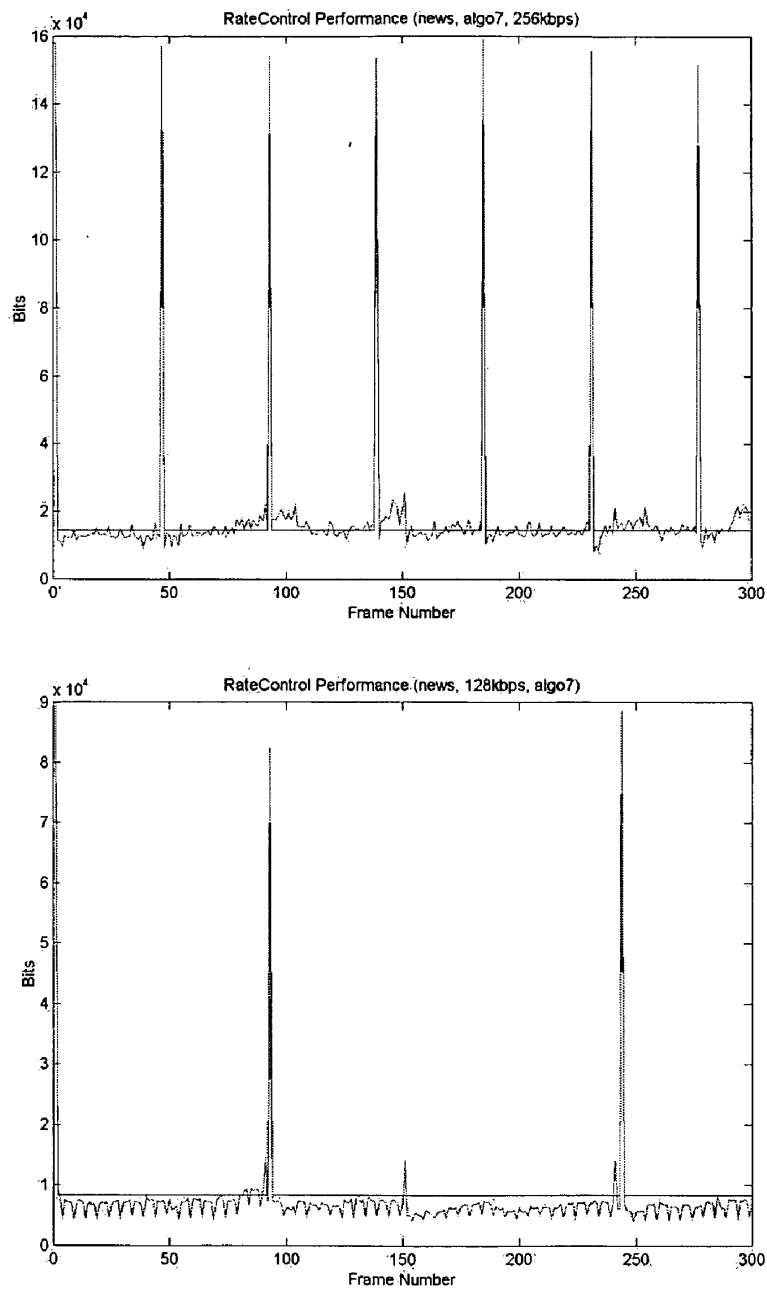 x 10⁴
RateControl Performance (news, algo7, 256kbps)
16
14
12
10
8
6
4
2
0
Bits
0 50 100 150 200 250 300
Frame Number
x 10⁴
RateControl Performance (news, 128kbps, algo7)
9
8
7
6
5
4
3
2
1
0
Bits
0 50 100 150 200 250 300
Frame Number